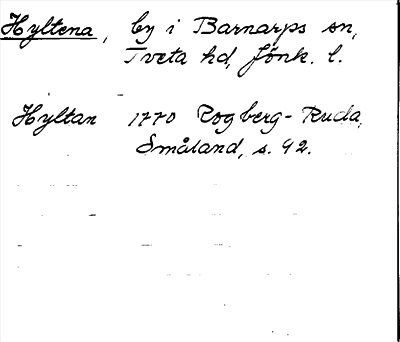 Hyltena, by i Barnarps sn,
Tveta hd, Jönk. l.
Hyltan 1770 Rogberg-Ruda,
Småland, s. 92.